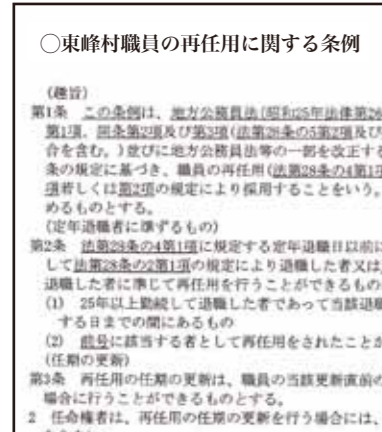 ○東峰村職員の再任用に関する条例
(趣旨)
第1条 この条例は、地方公務員法(昭和25年法律第26
第1項、同条第2項及び第3項(法第28条の5第2項及び
合を含む。)並びに地方公務員法等の一部を改正する
条の規定に基づき、職員の再任用(法第28条の4第1項
項若しくは第2項の規定により採用することをいう。
めるものとする。
(定年退職者に準ずるもの)
第2条 法第28条の4第1項に規定する定年退職日以前に
して法第28条の2第1項の規定により退職した者又は
退職した者に準じて再任用を行うことができるもの
(1) 25年以上勤続して退職した者であって当該退職
する日までの間にあるもの
(2) 前号に該当する者として再任用をされたことが
(任期の更新)
第3条 再任用の任期の更新は、職員の当該更新直前の
場合に行うことができるものとする。
2 任命権者は、再任用の任期の更新を行う場合には、